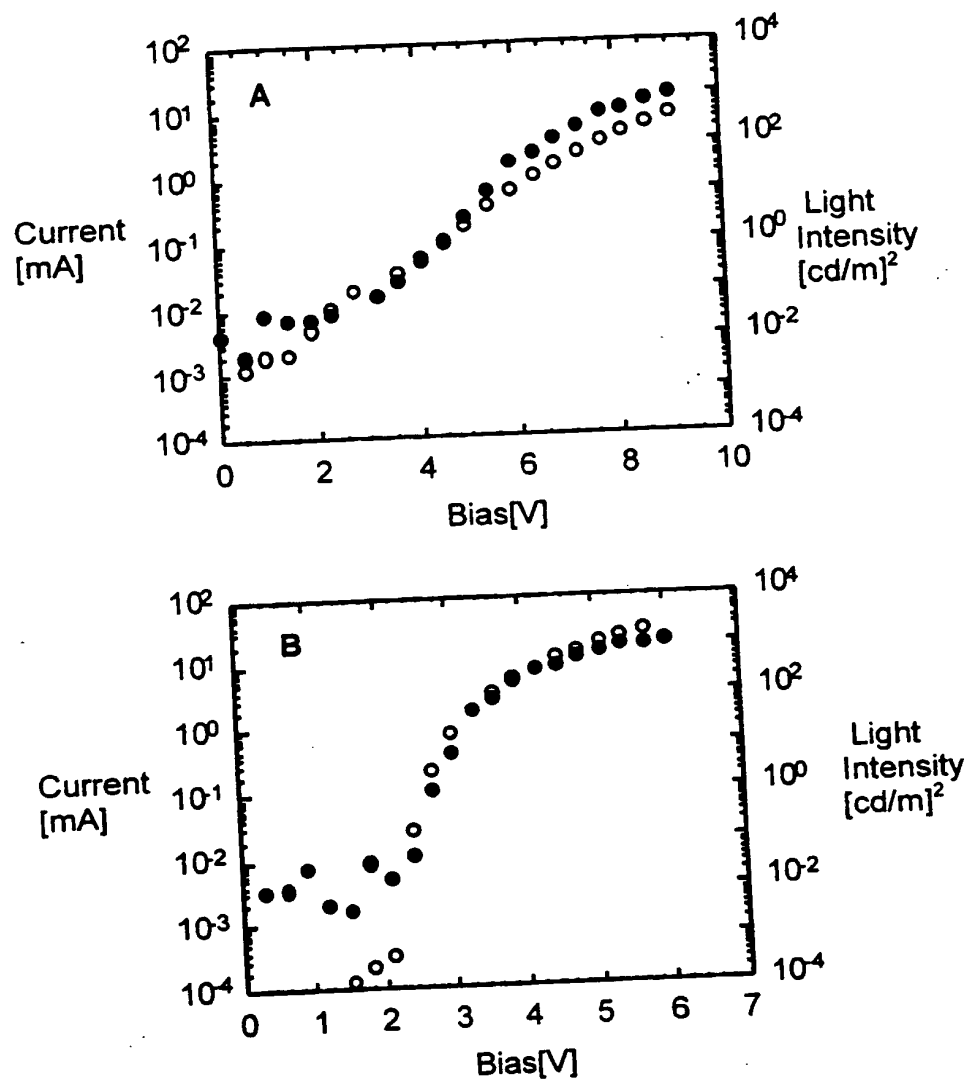 A
10²
10¹
10⁰
10⁻¹
10⁻²
10⁻³
10⁻⁴
Current
[mA]
10⁴
10²
10⁰
10⁻²
10⁻⁴
Light
Intensity
[cd/m]²
0 2 4 6 8 10
Bias[V]
B
10²
10¹
10⁰
10⁻¹
10⁻²
10⁻³
10⁻⁴
Current
[mA]
10⁴
10²
10⁰
10⁻²
10⁻⁴
Light
Intensity
[cd/m]²
0 1 2 3 4 5 6 7
Bias[V]